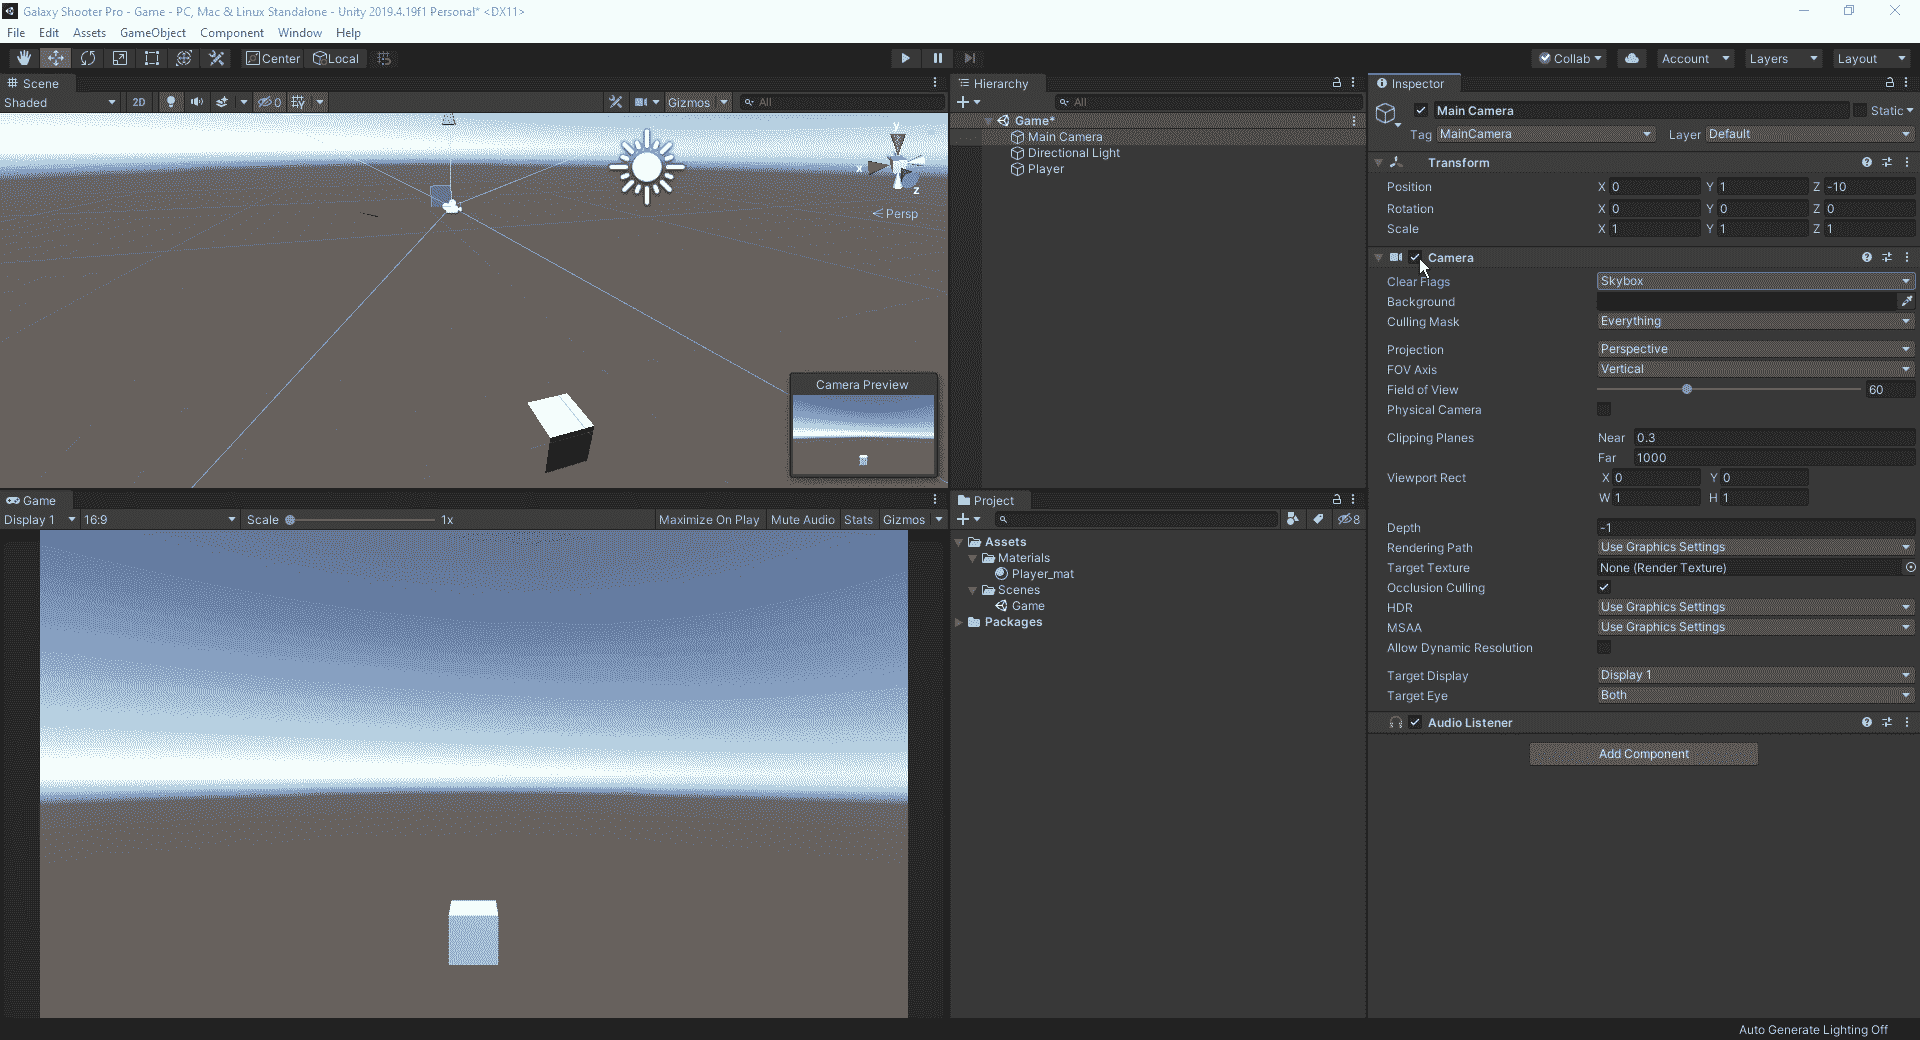 Galaxy Shooter Pro - Game - PC, Mac & Linux Standalone - Unity 2019.4.19f1 Personal* <DX11>
File Edit Assets GameObject Component Window Help
Center Local
Collab Account Layers Layout
Scene
Shaded 2D 0 Gizmos All
y
x
z
Persp
Camera Preview
Game
Display 1 16:9 Scale 1x Maximize On Play Mute Audio Stats Gizmos
Hierarchy
All
Game*
Main Camera
Directional Light
Player
Project
8
Assets
Materials
Player_mat
Scenes
Game
Packages
Inspector
Main Camera Static
Tag MainCamera Layer Default
Transform
Position X 0 Y 1 Z -10
Rotation X 0 Y 0 Z 0
Scale X 1 Y 1 Z 1
Camera
Clear Flags Skybox
Background
Culling Mask Everything
Projection Perspective
FOV Axis Vertical
Field of View 60
Physical Camera
Clipping Planes Near 0.3
Far 1000
Viewport Rect X 0 Y 0
W 1 H 1
Depth -1
Rendering Path Use Graphics Settings
Target Texture None (Render Texture)
Occlusion Culling
HDR Use Graphics Settings
MSAA Use Graphics Settings
Allow Dynamic Resolution
Target Display Display 1
Target Eye Both
Audio Listener
Add Component
Auto Generate Lighting Off